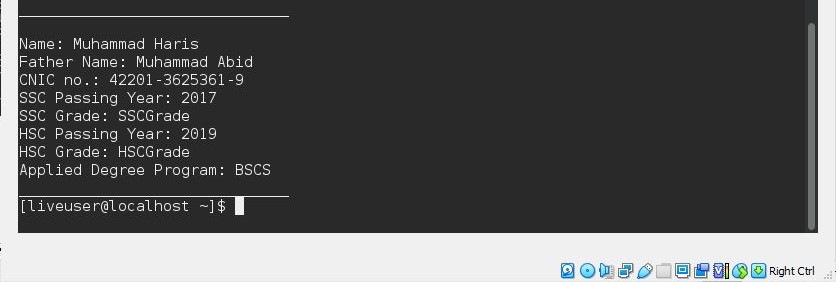 Name: Muhammad Haris
Father Name: Muhammad Abid
CNIC no.: 42201-3625361-9
SSC Passing Year: 2017
SSC Grade: SSCGrade
HSC Passing Year: 2019
HSC Grade: HSCGrade
Applied Degree Program: BSCS
[liveuser@localhost ~]$
Right Ctrl